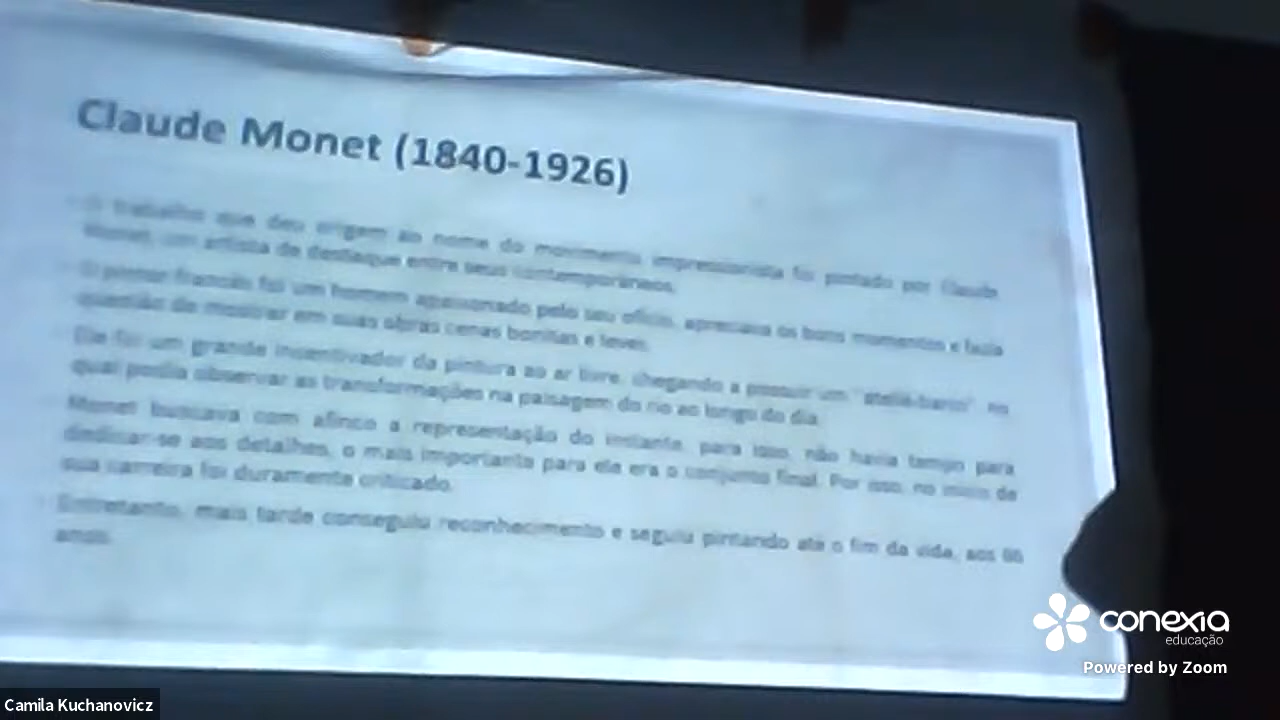 Claude Monet (1840-1926)
O trabalho que deu origem ao nome do movimento impressionista foi pintado por Claude
Monet, um artista de destaque entre seus contemporâneos.
O pintor francês foi um homem apaixonado pelo seu ofício, apreciava os bons momentos e fazia
questão de mostrar em suas obras cenas bonitas e leves.
Ele foi um grande incentivador da pintura ao ar livre, chegando a possuir um "ateliê-barco" no
qual podia observar as transformações na paisagem do rio ao longo do dia.
Monet buscava com afinco a representação do instante, para isso, não havia tempo para
dedicar-se aos detalhes, o mais importante para ele era o conjunto final. Por isso, no início de
sua carreira foi duramente criticado.
Entretanto, mais tarde conseguiu reconhecimento e seguiu pintando até o fim da vida, aos 86
anos.
conexia
educação
Powered by Zoom
Camila Kuchanovicz